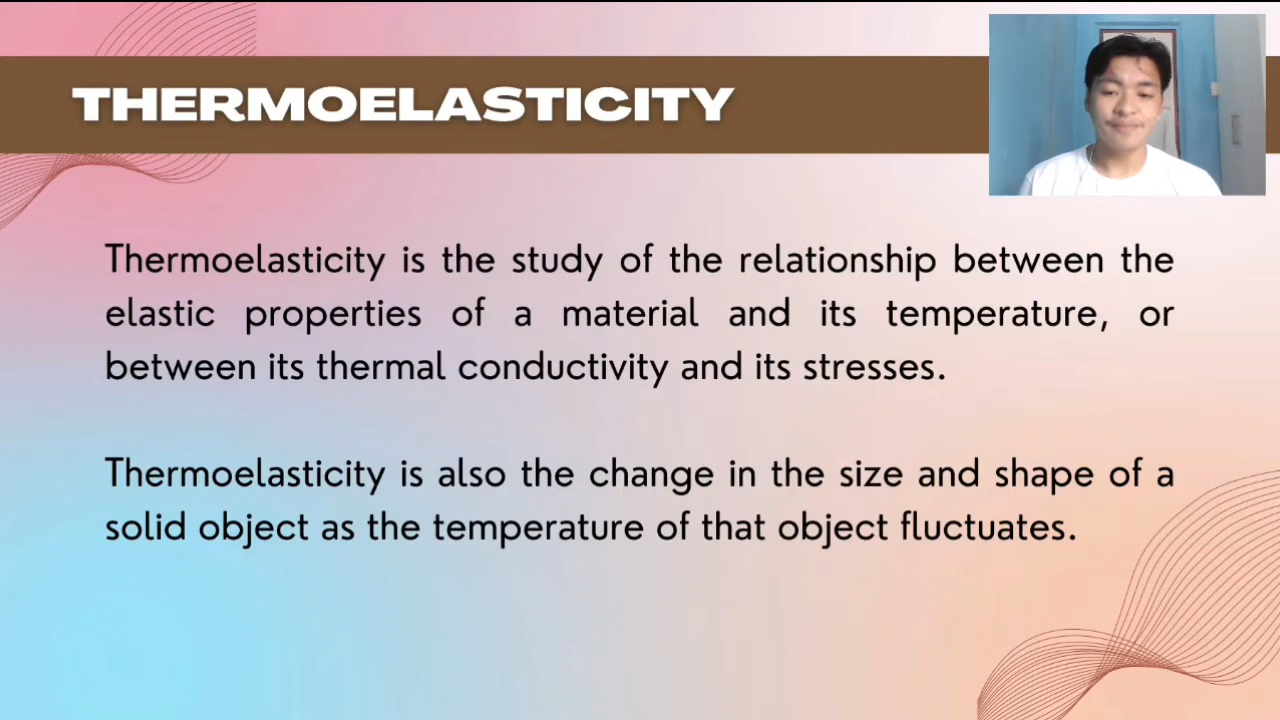 THERMOELASTICITY
Thermoelasticity is the study of the relationship between the
elastic properties of a material and its temperature, or
between its thermal conductivity and its stresses.
Thermoelasticity is also the change in the size and shape of a
solid object as the temperature of that object fluctuates.